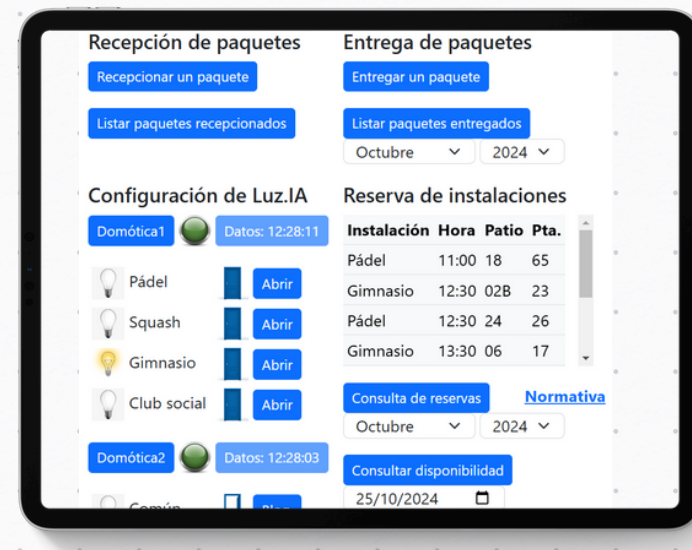 Recepción de paquetes
Recepcionar un paquete
Listar paquetes recepcionados
Entrega de paquetes
Entregar un paquete
Listar paquetes entregados
Octubre 2024
Configuración de Luz.IA
Domótica1 Datos: 12:28:11
Pádel Abrir
Squash Abrir
Gimnasio Abrir
Club social Abrir
Domótica2 Datos: 12:28:03
Común
Reserva de instalaciones
Instalación Hora Patio Pta.
Pádel 11:00 18 65
Gimnasio 12:30 02B 23
Pádel 12:30 24 26
Gimnasio 13:30 06 17
Consulta de reservas Normativa
Octubre 2024
Consultar disponibilidad
25/10/2024